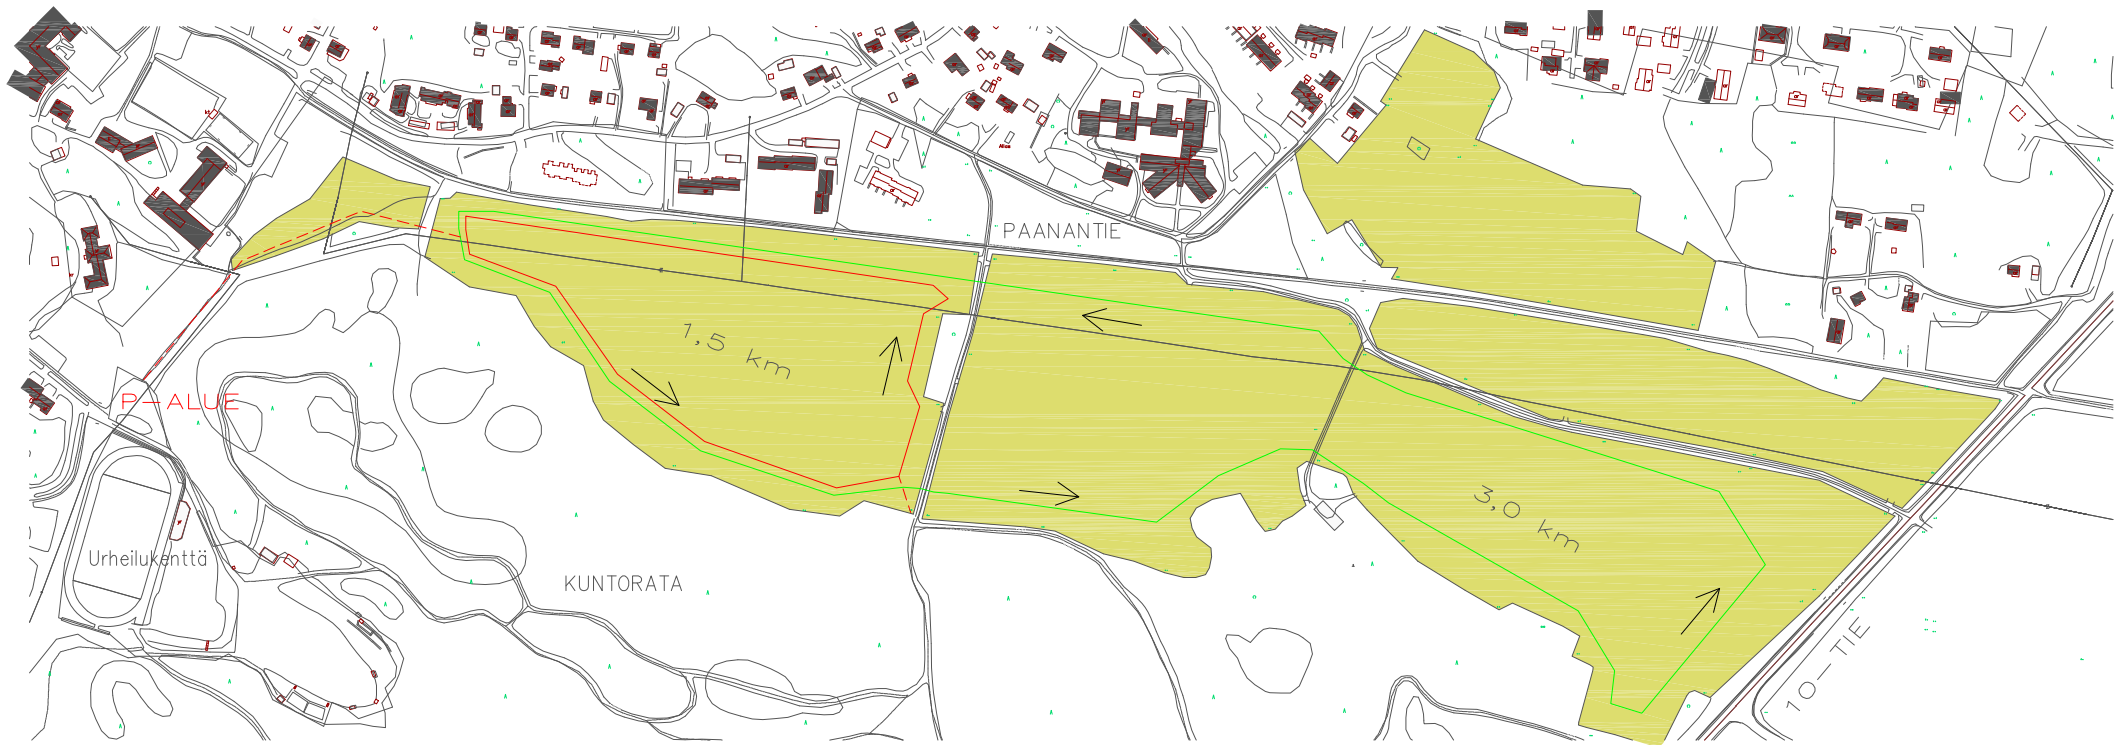 PAANANTIE
1,5 km
P-ALUE
3,0 km
Urheilukenttä
KUNTORATA
10-TIE